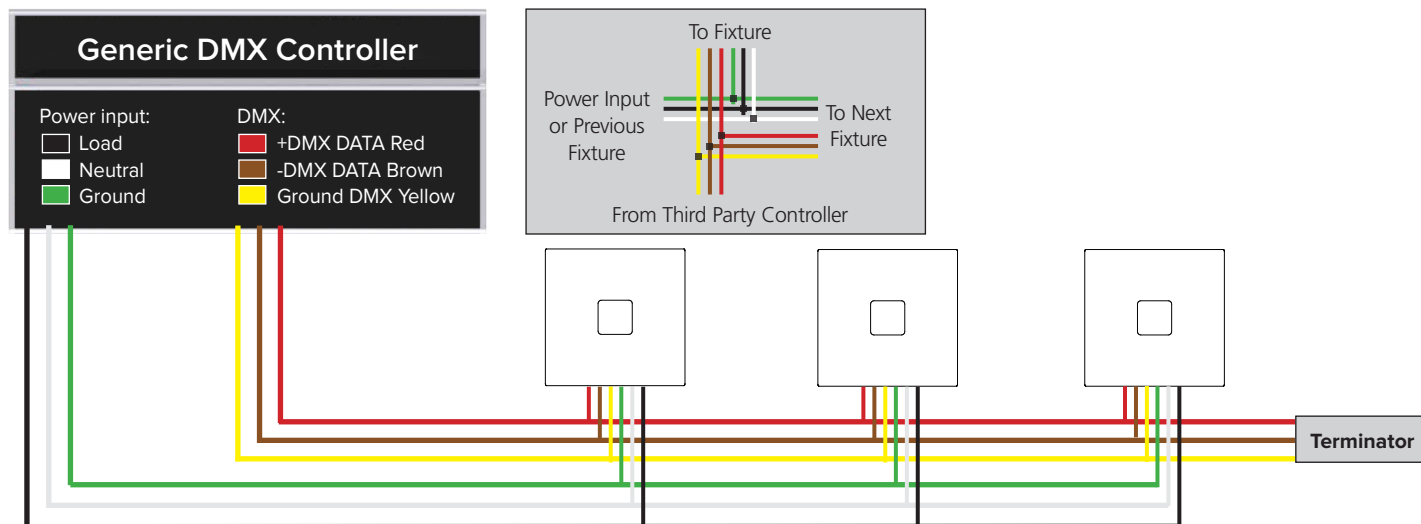 Generic DMX Controller
Power input:
Load
Neutral
Ground
DMX:
+DMX DATA Red
-DMX DATA Brown
Ground DMX Yellow
To Fixture
Power Input
or Previous
Fixture
To Next
Fixture
From Third Party Controller
Terminator